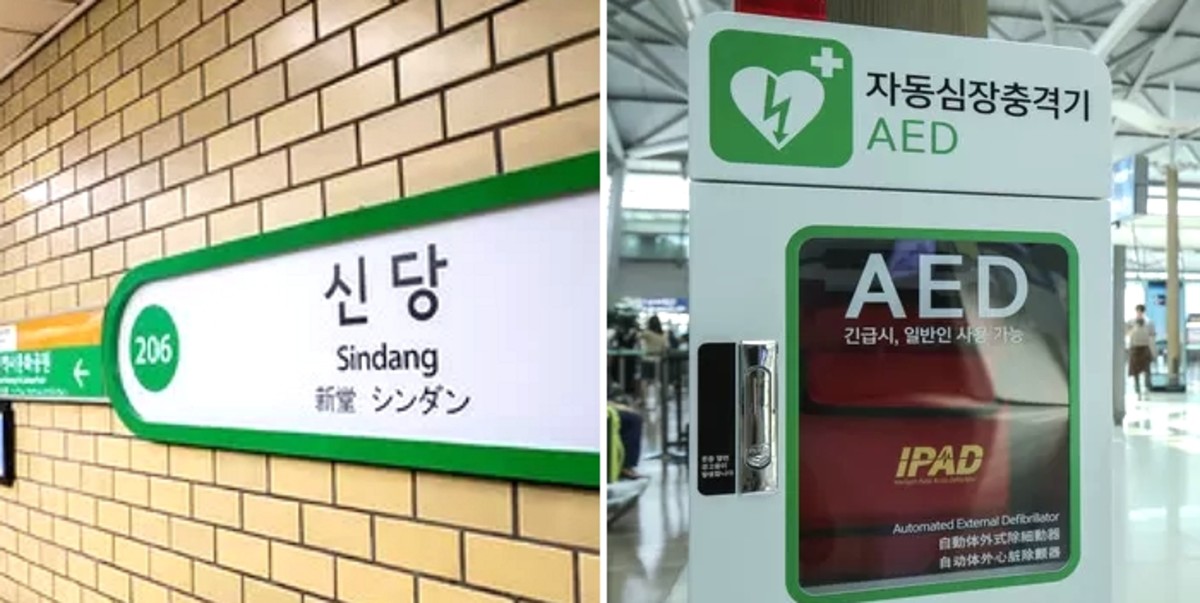 206
신당
Sindang
新堂 シンダン
자동심장충격기
AED
AED
긴급시, 일반인 사용 가능
IPAD
Automated External Defibrillator
自動体外式除細動器
自动体外心脏除颤器